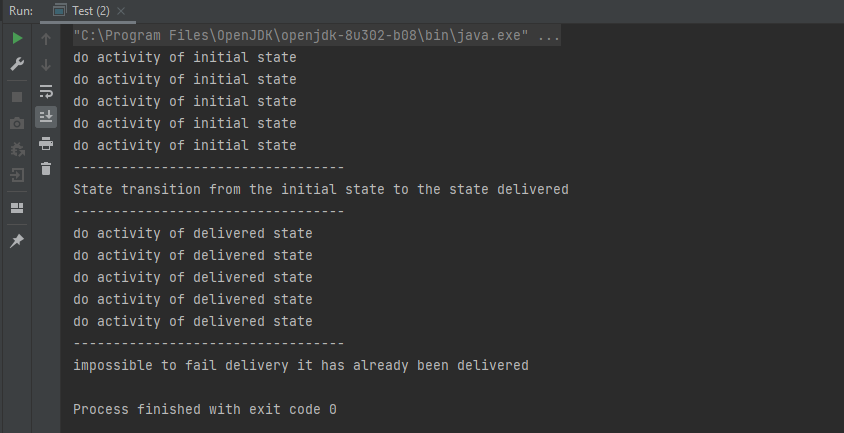 Run: Test (2) ×
"C:\Program Files\OpenJDK\openjdk-8u302-b08\bin\java.exe" ...
do activity of initial state
do activity of initial state
do activity of initial state
do activity of initial state
do activity of initial state
----------------------------------
State transition from the initial state to the state delivered
----------------------------------
do activity of delivered state
do activity of delivered state
do activity of delivered state
do activity of delivered state
do activity of delivered state
----------------------------------
impossible to fail delivery it has already been delivered
Process finished with exit code 0